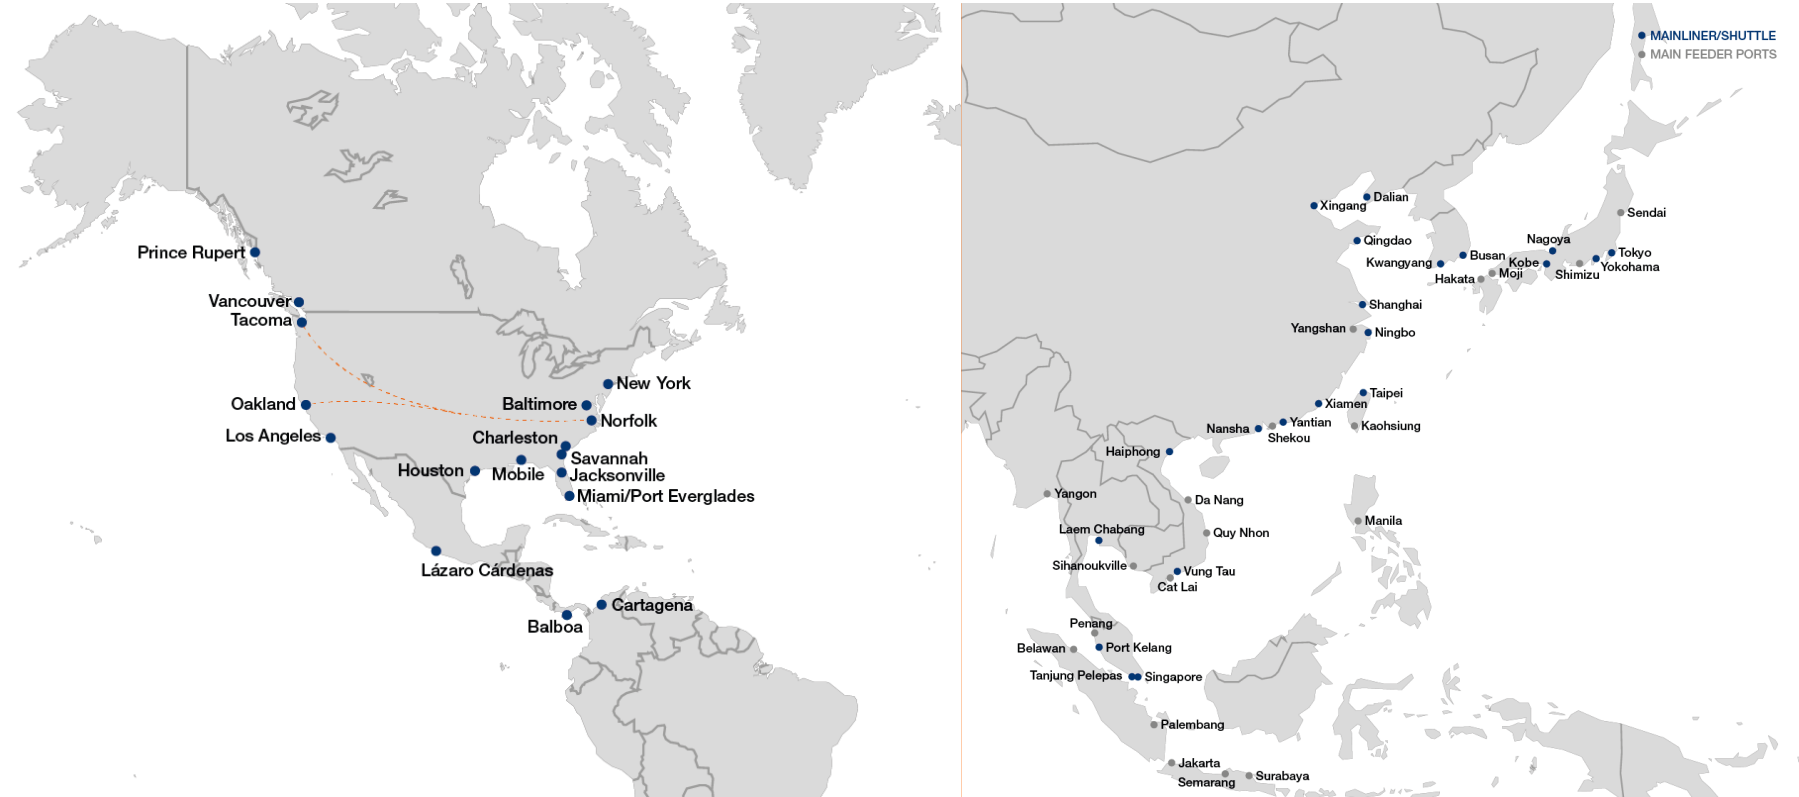 Prince Rupert
Vancouver
Tacoma
Oakland
Los Angeles
New York
Baltimore
Norfolk
Charleston
Savannah
Houston
Mobile
Jacksonville
Miami/Port Everglades
Lázaro Cárdenas
Cartagena
Balboa
MAINLINER/SHUTTLE
MAIN FEEDER PORTS
Dalian
Xingang
Sendai
Qingdao
Nagoya
Busan
Tokyo
Kwangyang
Kobe
Yokohama
Hakata
Moji
Shimizu
Shanghai
Yangshan
Ningbo
Taipei
Xiamen
Nansha
Yantian
Kaohsiung
Shekou
Haiphong
Yangon
Da Nang
Manila
Laem Chabang
Quy Nhon
Sihanoukville
Vung Tau
Cat Lai
Penang
Belawan
Port Kelang
Tanjung Pelepas
Singapore
Palembang
Jakarta
Semarang
Surabaya